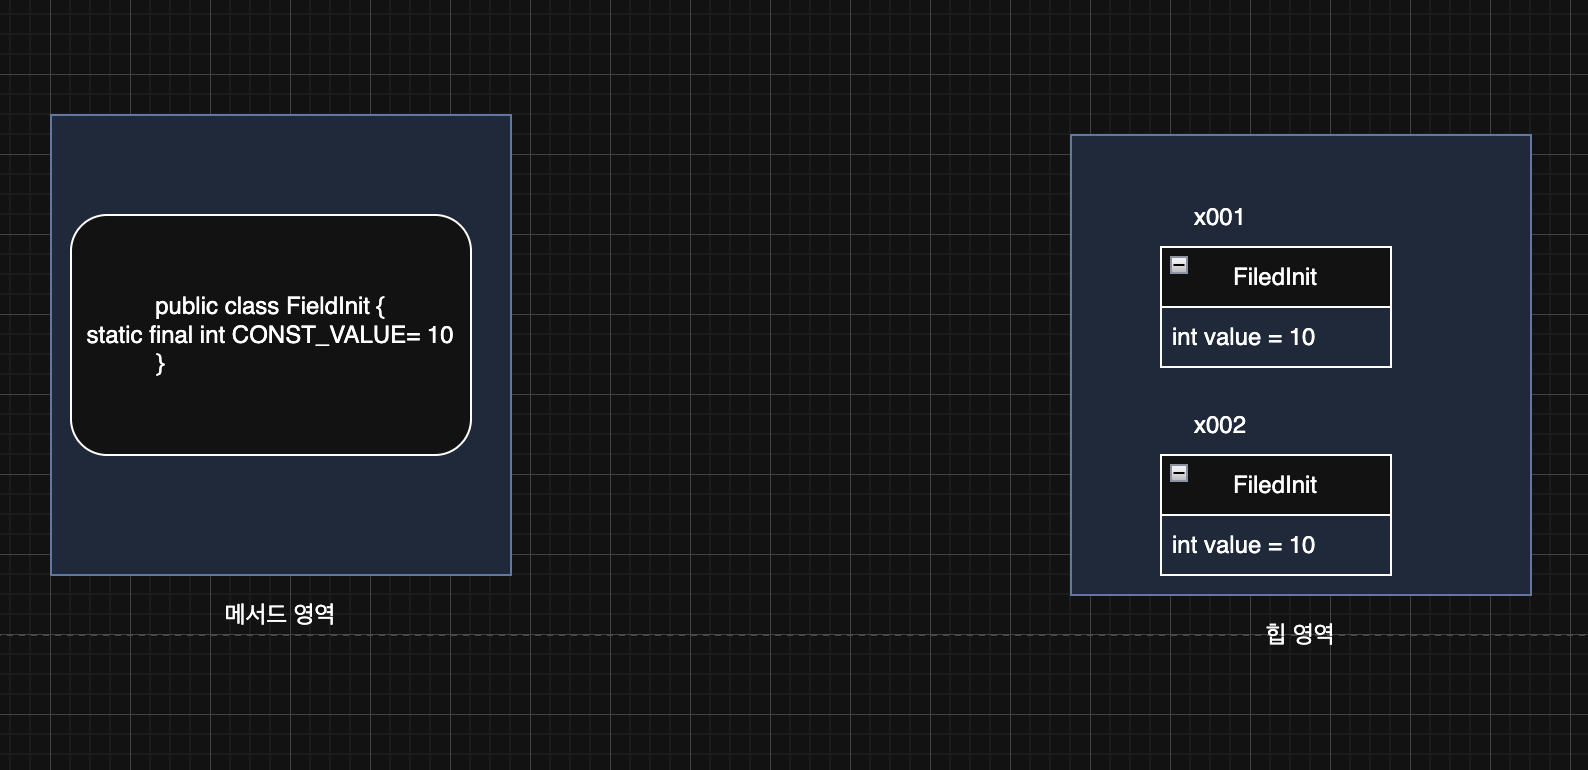 public class FieldInit {
static final int CONST_VALUE= 10
}
메서드 영역
x001
FiledInit
int value = 10
x002
FiledInit
int value = 10
힙 영역